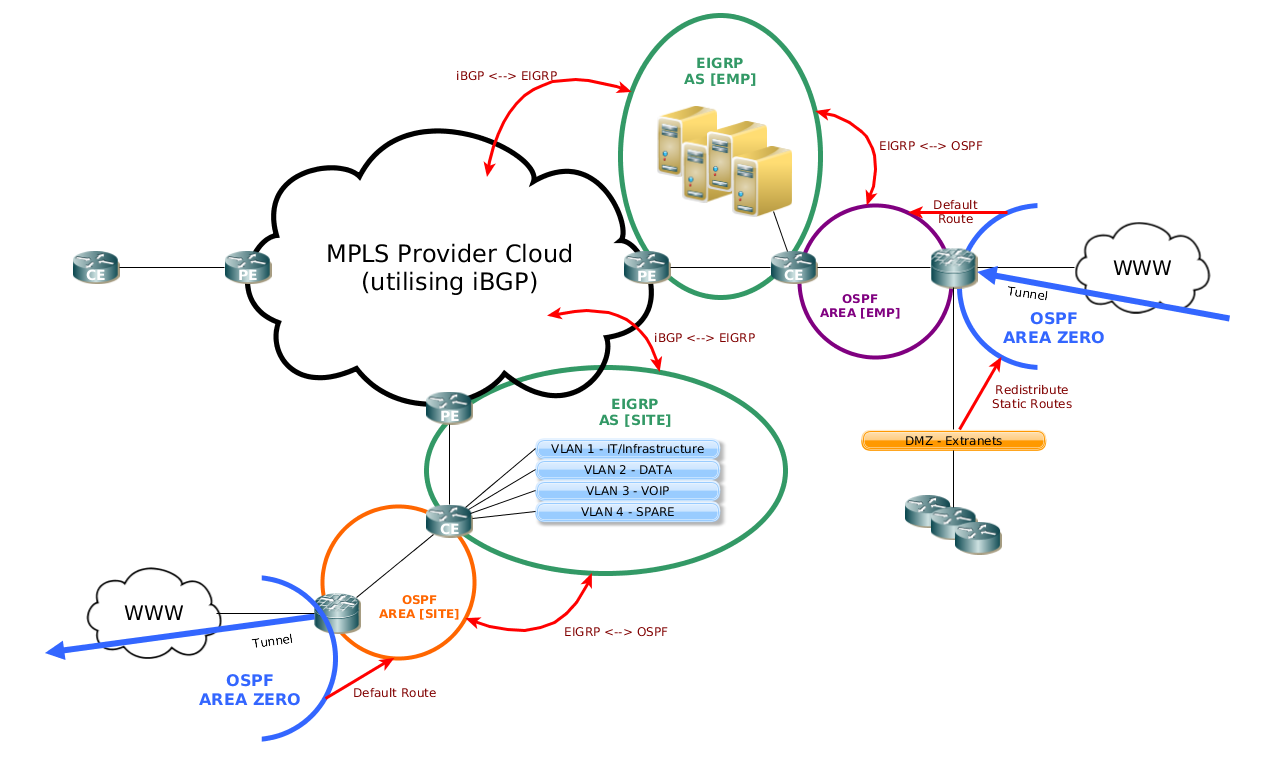 EIGRP
AS [EMP]
iBGP <--> EIGRP
EIGRP <--> OSPF
Default
Route
MPLS Provider Cloud
(utilising iBGP)
CE
PE
PE
CE
WWW
Tunnel
OSPF
AREA [EMP]
OSPF
AREA ZERO
iBGP <--> EIGRP
Redistribute
Static Routes
PE
EIGRP
AS [SITE]
DMZ - Extranets
VLAN 1 - IT/Infrastructure
VLAN 2 - DATA
VLAN 3 - VOIP
VLAN 4 - SPARE
CE
OSPF
AREA [SITE]
WWW
Tunnel
EIGRP <--> OSPF
OSPF
AREA ZERO
Default Route